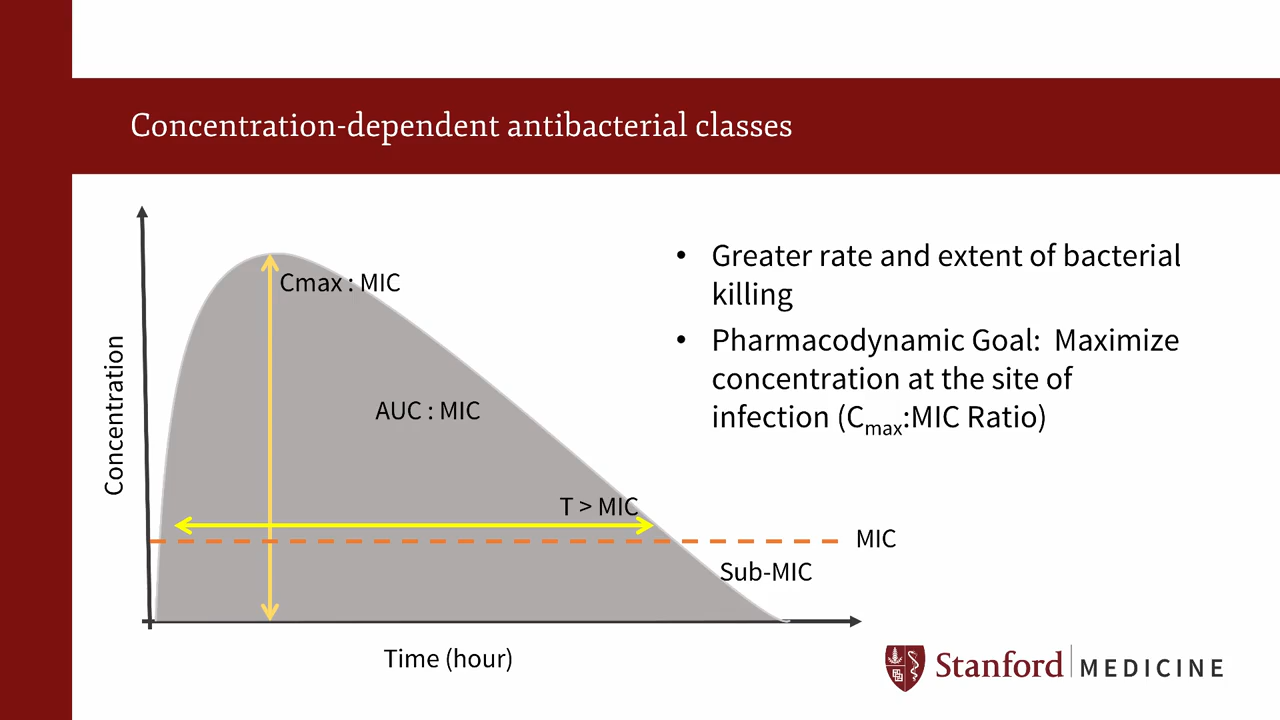 Concentration-dependent antibacterial classes
Cmax : MIC
AUC : MIC
T > MIC
MIC
Sub-MIC
Concentration
Time (hour)
• Greater rate and extent of bacterial
killing
• Pharmacodynamic Goal:  Maximize
concentration at the site of
infection (Cmax:MIC Ratio)
Stanford MEDICINE